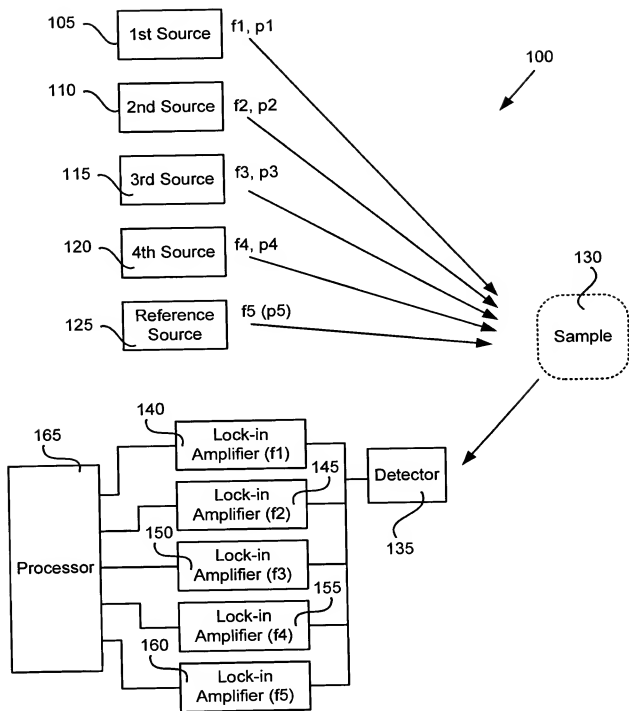 105
1st Source
f1, p1
100
110
2nd Source
f2, p2
115
3rd Source
f3, p3
120
4th Source
f4, p4
130
125
Reference
Source
f5 (p5)
Sample
140
165
Lock-in
Amplifier (f1)
145
Detector
135
Lock-in
Amplifier (f2)
150
Processor
Lock-in
Amplifier (f3)
155
Lock-in
Amplifier (f4)
160
Lock-in
Amplifier (f5)